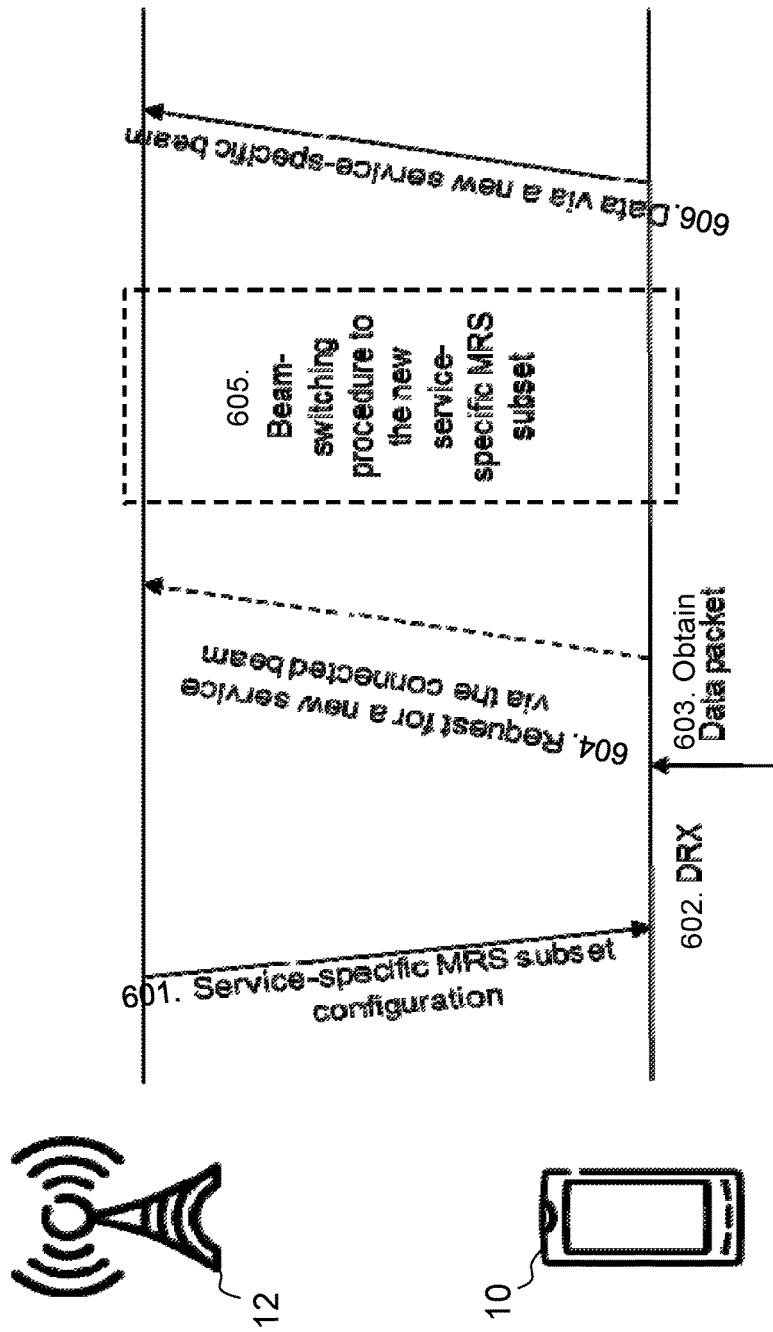 12
10
601. Service-specific MRS subset
configuration
602. DRX
603. Obtain
Data packet
604. Request for a new service
via the connected beam
605.
Beam-
switching
procedure to
the new
service-
specific MRS
subset
606. Data via a new service-specific beam